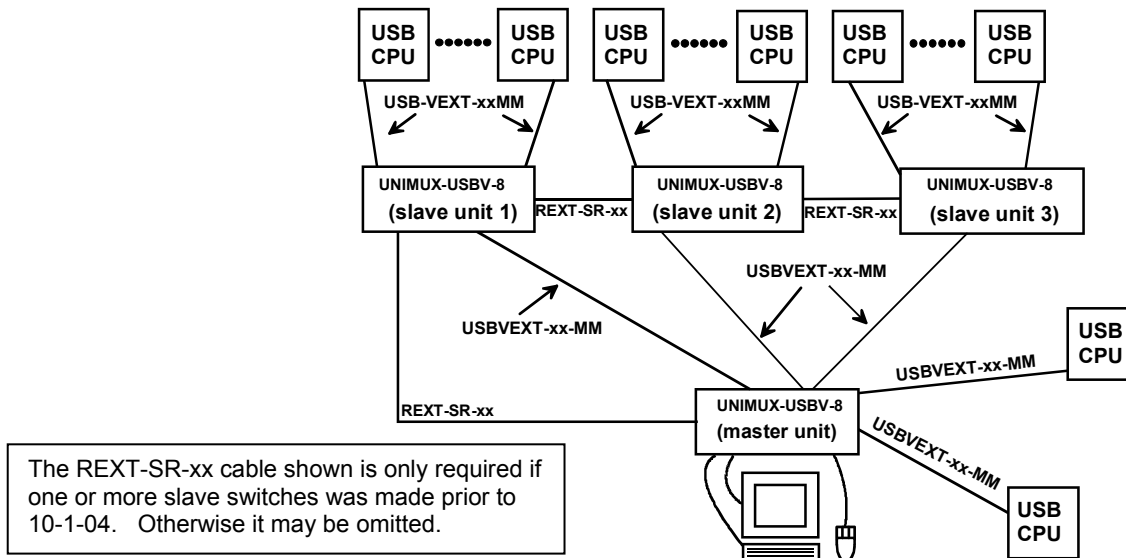 USB
CPU
USB
CPU
USB
CPU
USB
CPU
USB
CPU
USB
CPU
USB-VEXT-xxMM
USB-VEXT-xxMM
USB-VEXT-xxMM
UNIMUX-USBV-8
(slave unit 1)
REXT-SR-xx
UNIMUX-USBV-8
(slave unit 2)
REXT-SR-xx
UNIMUX-USBV-8
(slave unit 3)
USBVEXT-xx-MM
USBVEXT-xx-MM
USB
CPU
USBVEXT-xx-MM
REXT-SR-xx
UNIMUX-USBV-8
(master unit)
USBVEXT-xx-MM
USB
CPU
The REXT-SR-xx cable shown is only required if
one or more slave switches was made prior to
10-1-04. Otherwise it may be omitted.